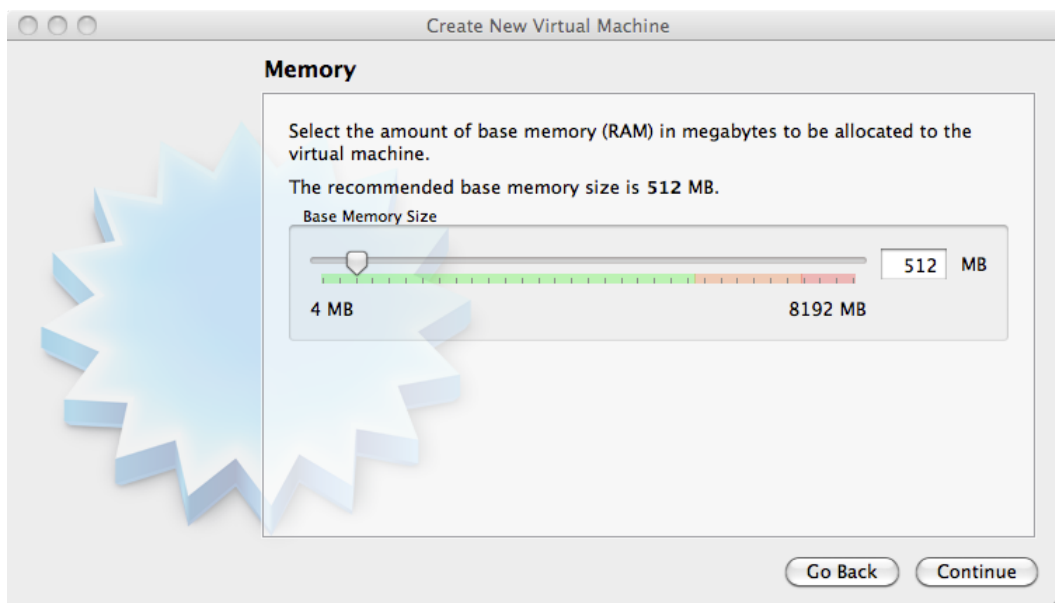 Create New Virtual Machine
Memory
Select the amount of base memory (RAM) in megabytes to be allocated to the
virtual machine.
The recommended base memory size is 512 MB.
Base Memory Size
512 MB
4 MB 8192 MB
Go Back Continue